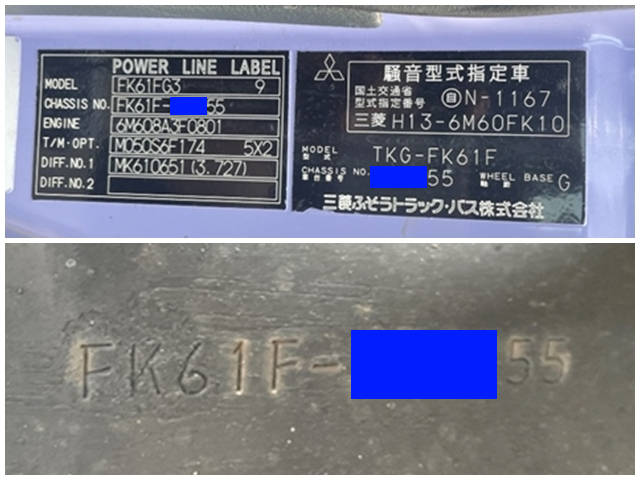 POWER LINE LABEL
MODEL FK61FG3 9
CHASSIS NO. FK61F- 55
ENGINE 6M608A3F0801
T/M·OPT. M050S6F174 5X2
DIFF.NO.1 MK610651 (3.727)
DIFF.NO.2
騒音型式指定車
国土交通省
型式指定番号 自N-1167
三菱 H13-6M60FK10
MODEL
型式 TKG-FK61F
CHASSIS NO. 55 WHEEL BASE G
車台番号 軸距
三菱ふそうトラック・バス株式会社
FK61F- 55